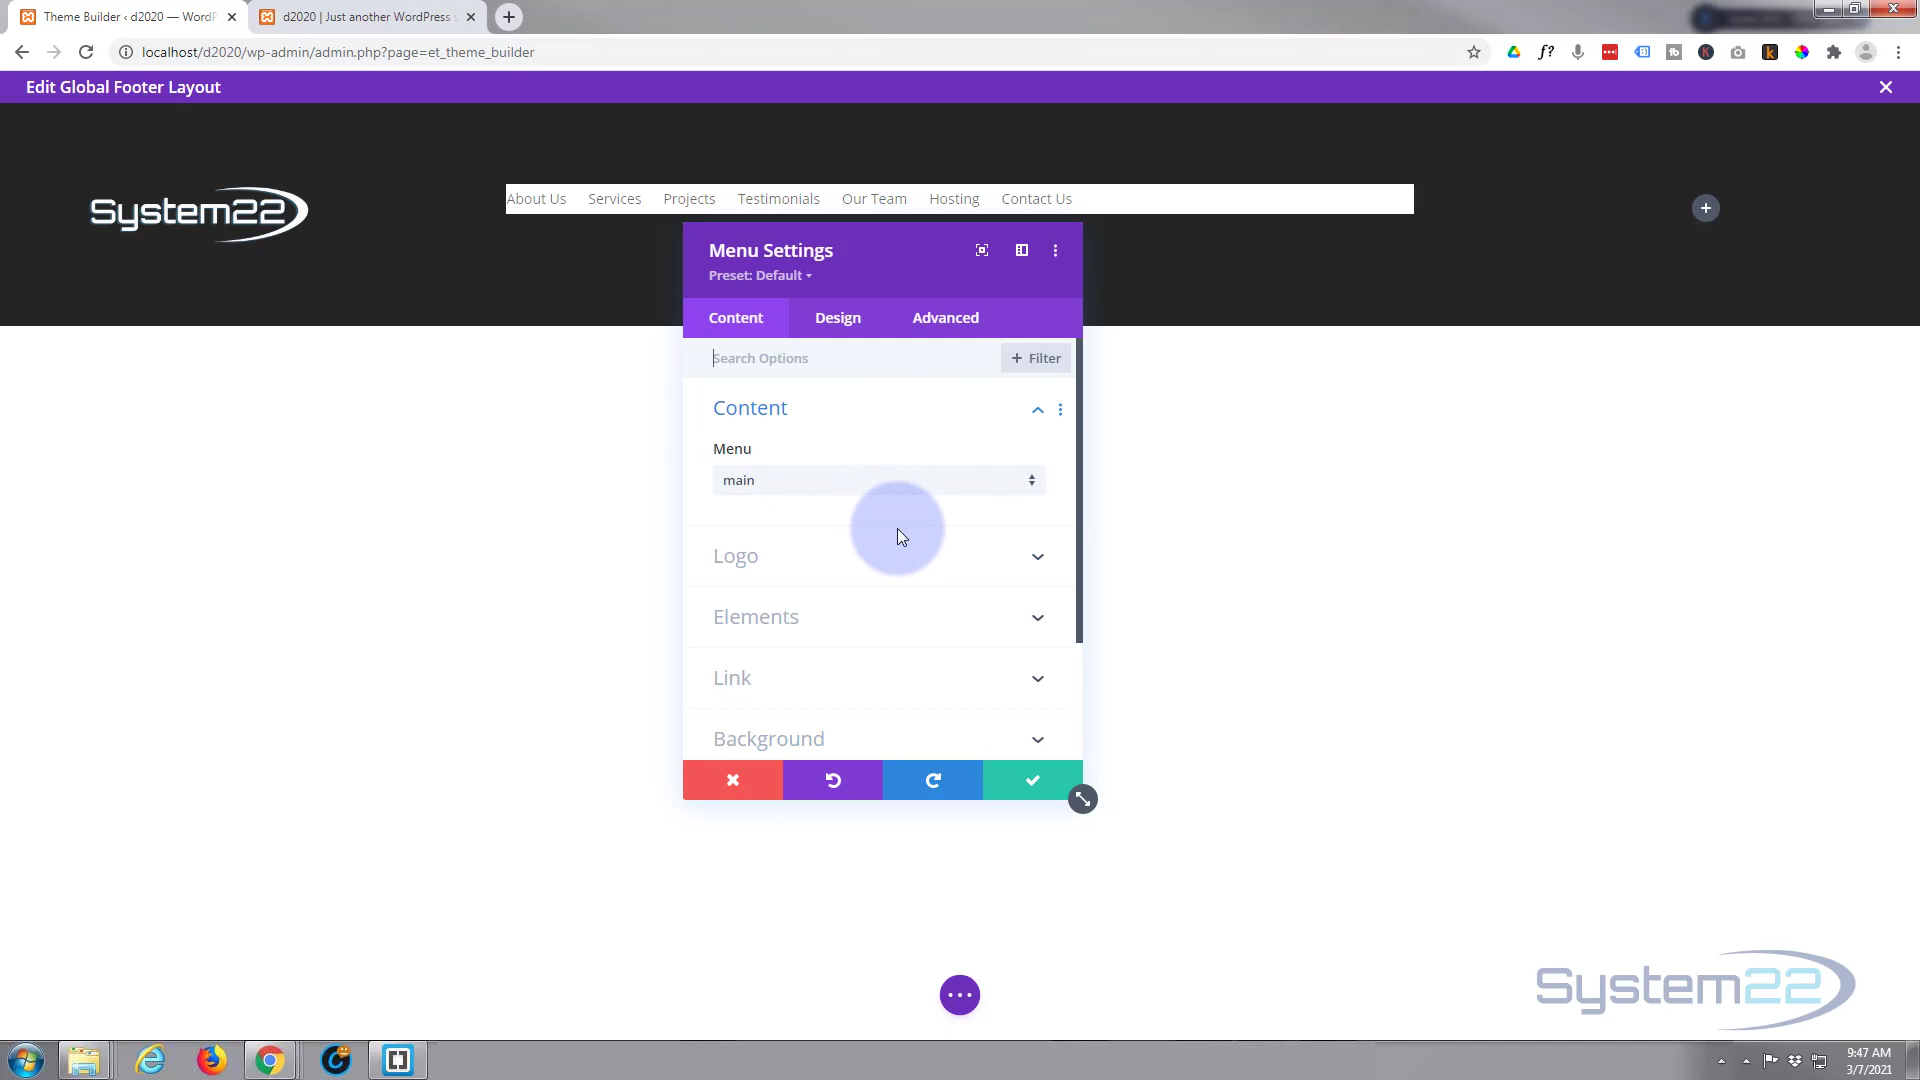 Theme Builder ‹ d2020 — WordP
d2020 | Just another WordPress s
localhost/d2020/wp-admin/admin.php?page=et_theme_builder
Edit Global Footer Layout
System22
About Us Services Projects Testimonials Our Team Hosting Contact Us
Menu Settings
Preset: Default
Content Design Advanced
Search Options
+ Filter
Content
Menu
main
Logo
Elements
Link
Background
System22
9:47 AM
3/7/2021